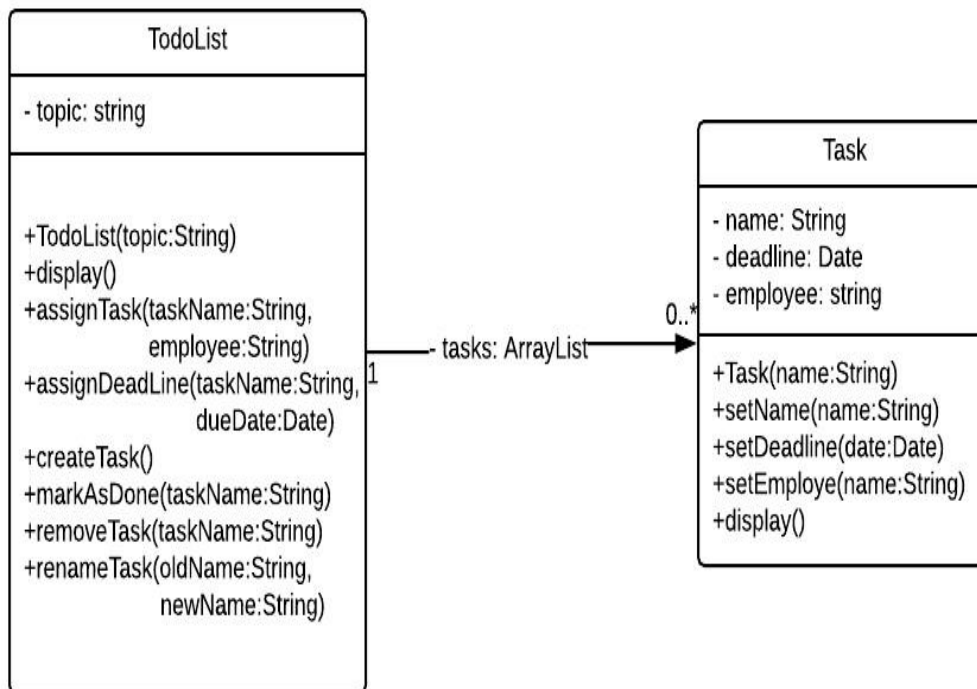 TodoList
- topic: string
+TodoList(topic:String)
+display()
+assignTask(taskName:String,
employee:String)
+assignDeadLine(taskName:String,
dueDate:Date)
+createTask()
+markAsDone(taskName:String)
+removeTask(taskName:String)
+renameTask(oldName:String,
newName:String)
1
- tasks: ArrayList
0..*
Task
- name: String
- deadline: Date
- employee: string
+Task(name:String)
+setName(name:String)
+setDeadline(date:Date)
+setEmploye(name:String)
+display()